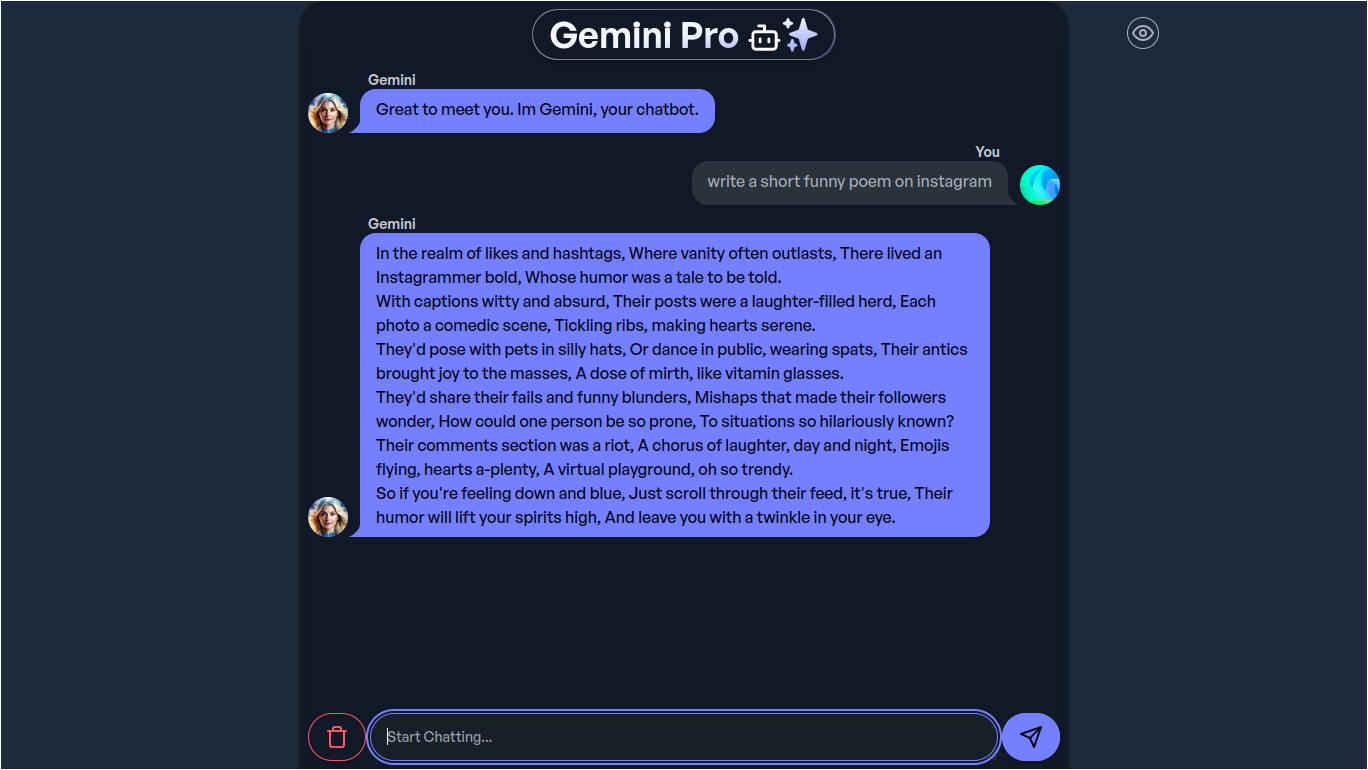 Gemini Pro
Gemini
Great to meet you. Im Gemini, your chatbot.
You
write a short funny poem on instagram
Gemini
In the realm of likes and hashtags, Where vanity often outlasts, There lived an
Instagrammer bold, Whose humor was a tale to be told.
With captions witty and absurd, Their posts were a laughter-filled herd, Each
photo a comedic scene, Tickling ribs, making hearts serene.
They'd pose with pets in silly hats, Or dance in public, wearing spats, Their antics
brought joy to the masses, A dose of mirth, like vitamin glasses.
They'd share their fails and funny blunders, Mishaps that made their followers
wonder, How could one person be so prone, To situations so hilariously known?
Their comments section was a riot, A chorus of laughter, day and night, Emojis
flying, hearts a-plenty, A virtual playground, oh so trendy.
So if you're feeling down and blue, Just scroll through their feed, it's true, Their
humor will lift your spirits high, And leave you with a twinkle in your eye.
Start Chatting...